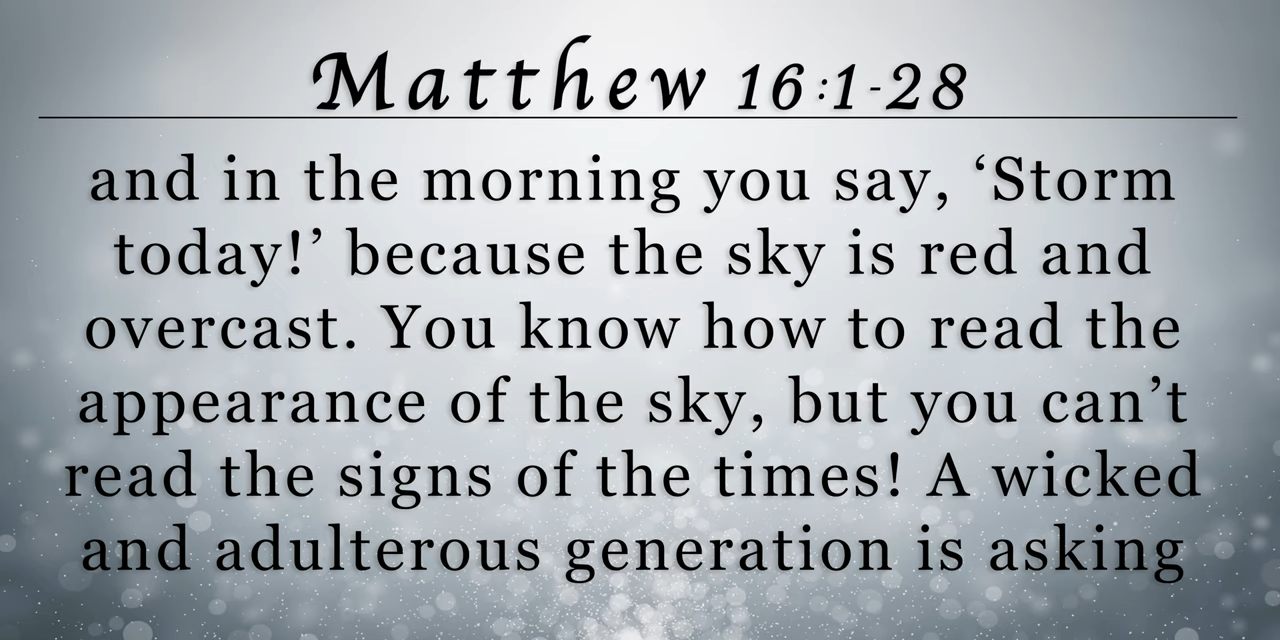 Matthew 16:1-28
and in the morning you say, ‘Storm
today!’ because the sky is red and
overcast. You know how to read the
appearance of the sky, but you can’t
read the signs of the times! A wicked
and adulterous generation is asking